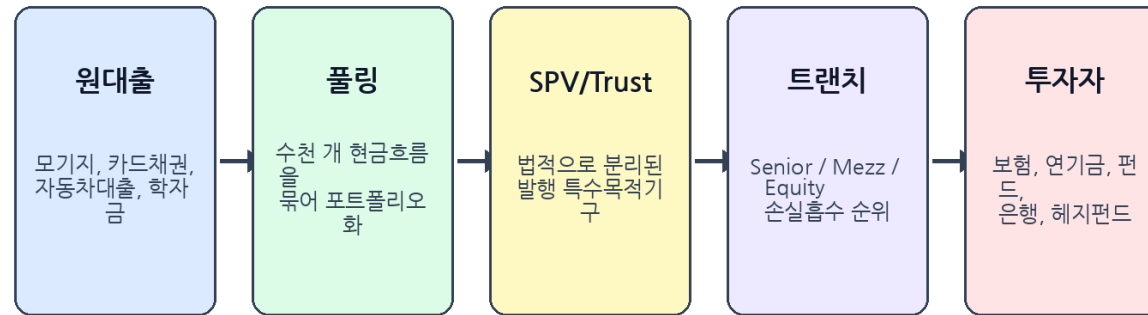 원대출
모기지, 카드채권,
자동차대출, 학자
금
풀링
수천 개 현금흐름
을
묶어 포트폴리오
화
SPV/Trust
법적으로 분리된
발행 특수목적기
구
트랜치
Senior / Mezz /
Equity
손실흡수 순위
투자자
보험, 연기금, 펀
드,
은행, 헤지펀드